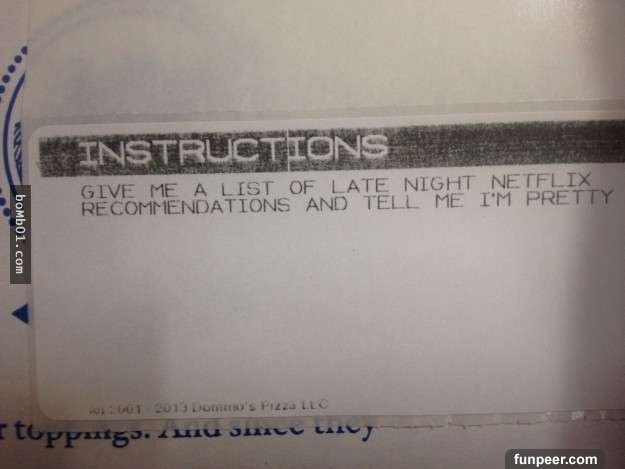 INSTRUCTIONS
GIVE ME A LIST OF LATE NIGHT NETFLIX
RECOMMENDATIONS AND TELL ME I'M PRETTY
boMb01.com
2013 Domino's Pizza LLC
toppings. And since they
funpeer.com